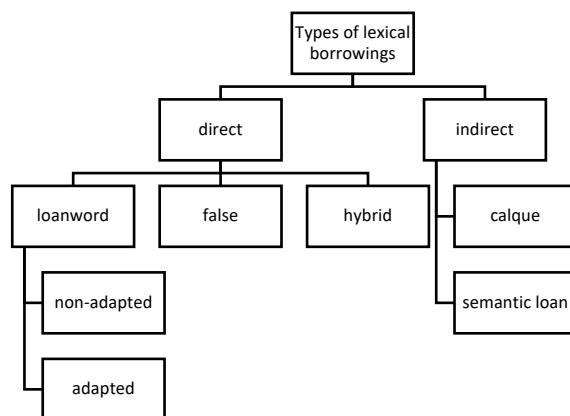 Types of lexical
borrowings
direct
indirect
loanword
false
hybrid
calque
non-adapted
semantic loan
adapted